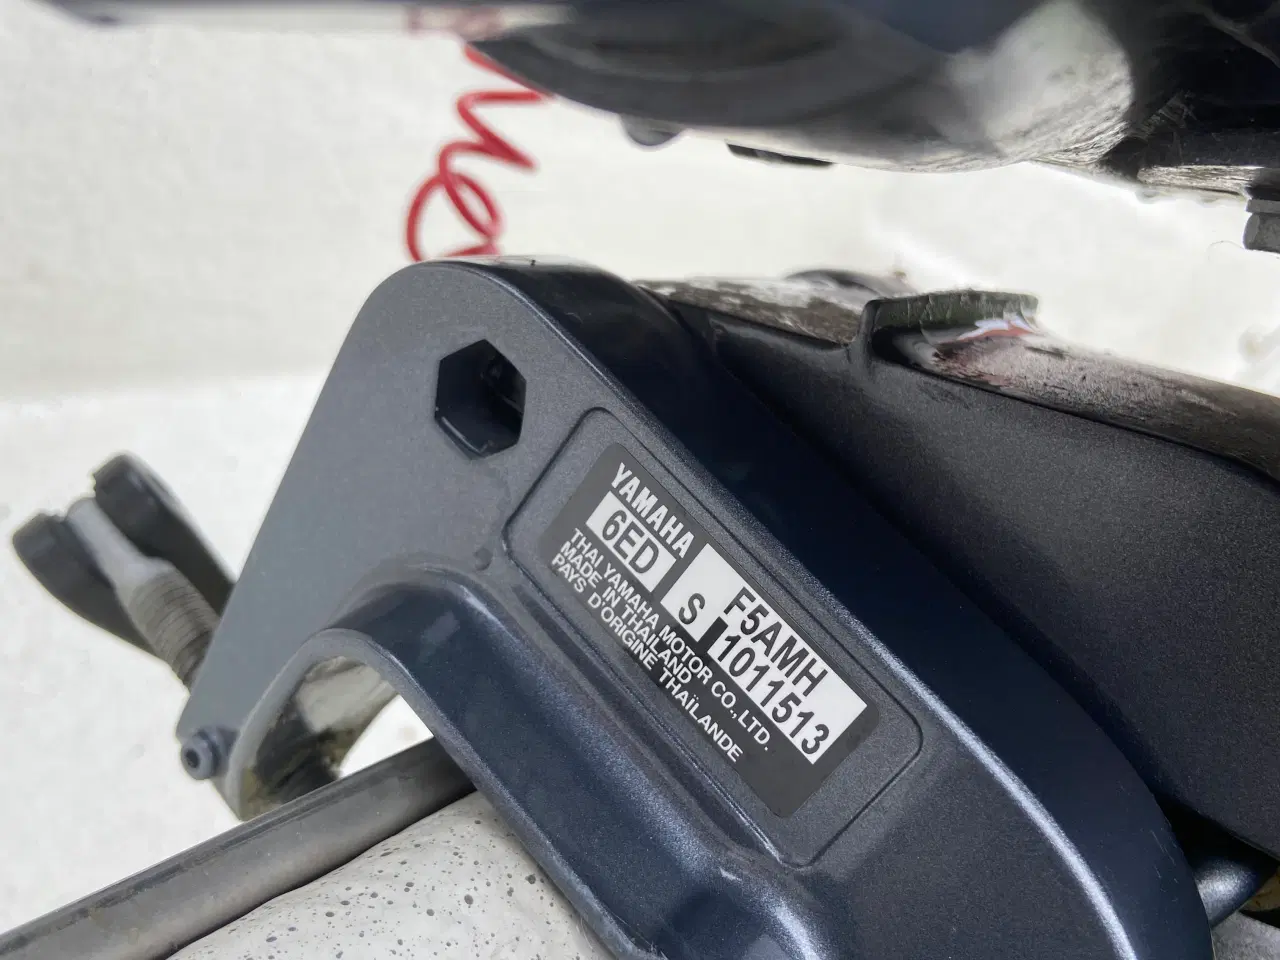 YAMAHA
6ED
F5AMH
S
1011513
THAI YAMAHA MOTOR CO.,LTD.
MADE IN THAILAND
PAYS D'ORIGINE THAÏLANDE